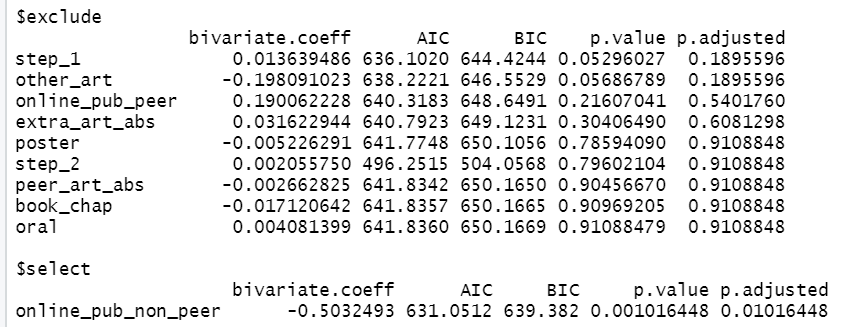 $exclude
bivariate.coeff AIC BIC p.value p.adjusted
step_1 0.013639486 636.1020 644.4244 0.05296027 0.1895596
other_art -0.198091023 638.2221 646.5529 0.05686789 0.1895596
online_pub_peer 0.190062228 640.3183 648.6491 0.21607041 0.5401760
extra_art_abs 0.031622944 640.7923 649.1231 0.30406490 0.6081298
poster -0.005226291 641.7748 650.1056 0.78594090 0.9108848
step_2 0.002055750 496.2515 504.0568 0.79602104 0.9108848
peer_art_abs -0.002662825 641.8342 650.1650 0.90456670 0.9108848
book_chap -0.017120642 641.8357 650.1665 0.90969205 0.9108848
oral 0.004081399 641.8360 650.1669 0.91088479 0.9108848
$select
bivariate.coeff AIC BIC p.value p.adjusted
online_pub_non_peer -0.5032493 631.0512 639.382 0.001016448 0.01016448